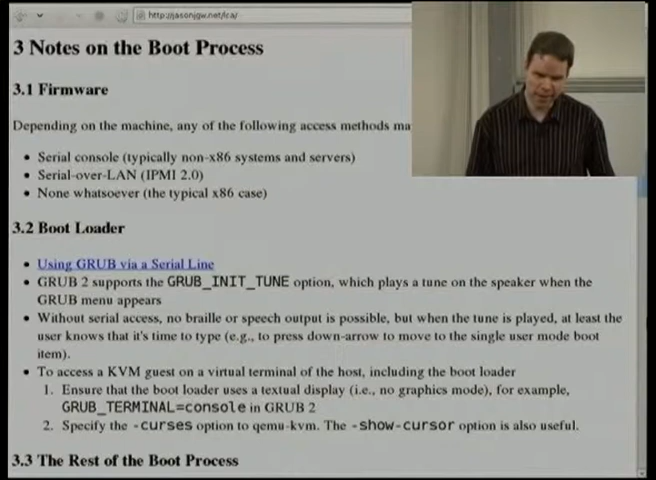 http://jasonjgw.net/lca/
3 Notes on the Boot Process
3.1 Firmware
Depending on the machine, any of the following access methods ma
• Serial console (typically non-x86 systems and servers)
• Serial-over-LAN (IPMI 2.0)
• None whatsoever (the typical x86 case)
3.2 Boot Loader
• Using GRUB via a Serial Line
• GRUB 2 supports the GRUB_INIT_TUNE option, which plays a tune on the speaker when the
GRUB menu appears
• Without serial access, no braille or speech output is possible, but when the tune is played, at least the
user knows that it's time to type (e.g., to press down-arrow to move to the single user mode boot
item).
• To access a KVM guest on a virtual terminal of the host, including the boot loader
1. Ensure that the boot loader uses a textual display (i.e., no graphics mode), for example,
GRUB_TERMINAL=console in GRUB 2
2. Specify the -curses option to qemu-kvm. The -show-cursor option is also useful.
3.3 The Rest of the Boot Process